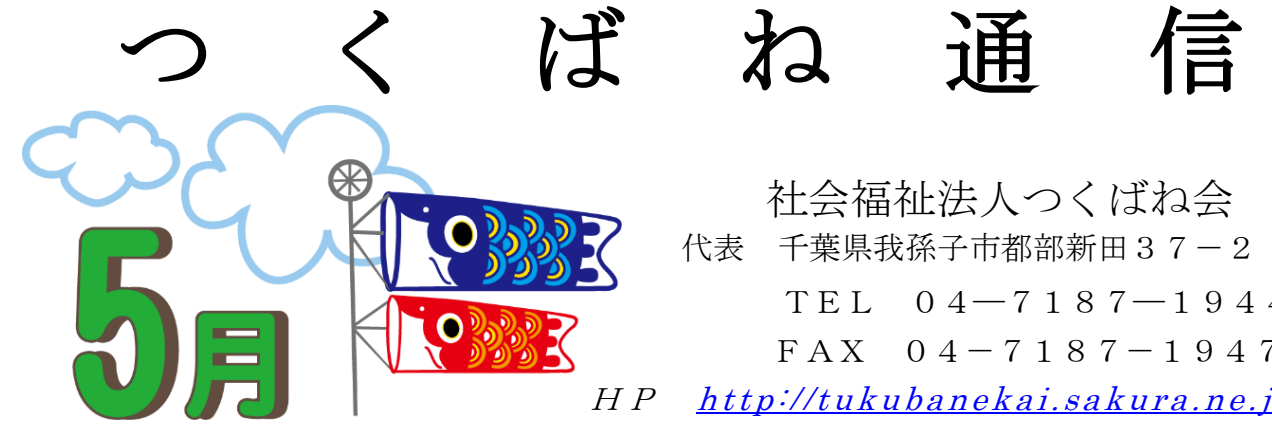 つくばね通信
5月
社会福祉法人つくばね会
代表　千葉県我孫子市都部新田３７－２
ＴＥＬ　０４―７１８７―１９４４
ＦＡＸ　０４－７１８７－１９４７
ＨＰ　http://tukubanekai.sakura.ne.j